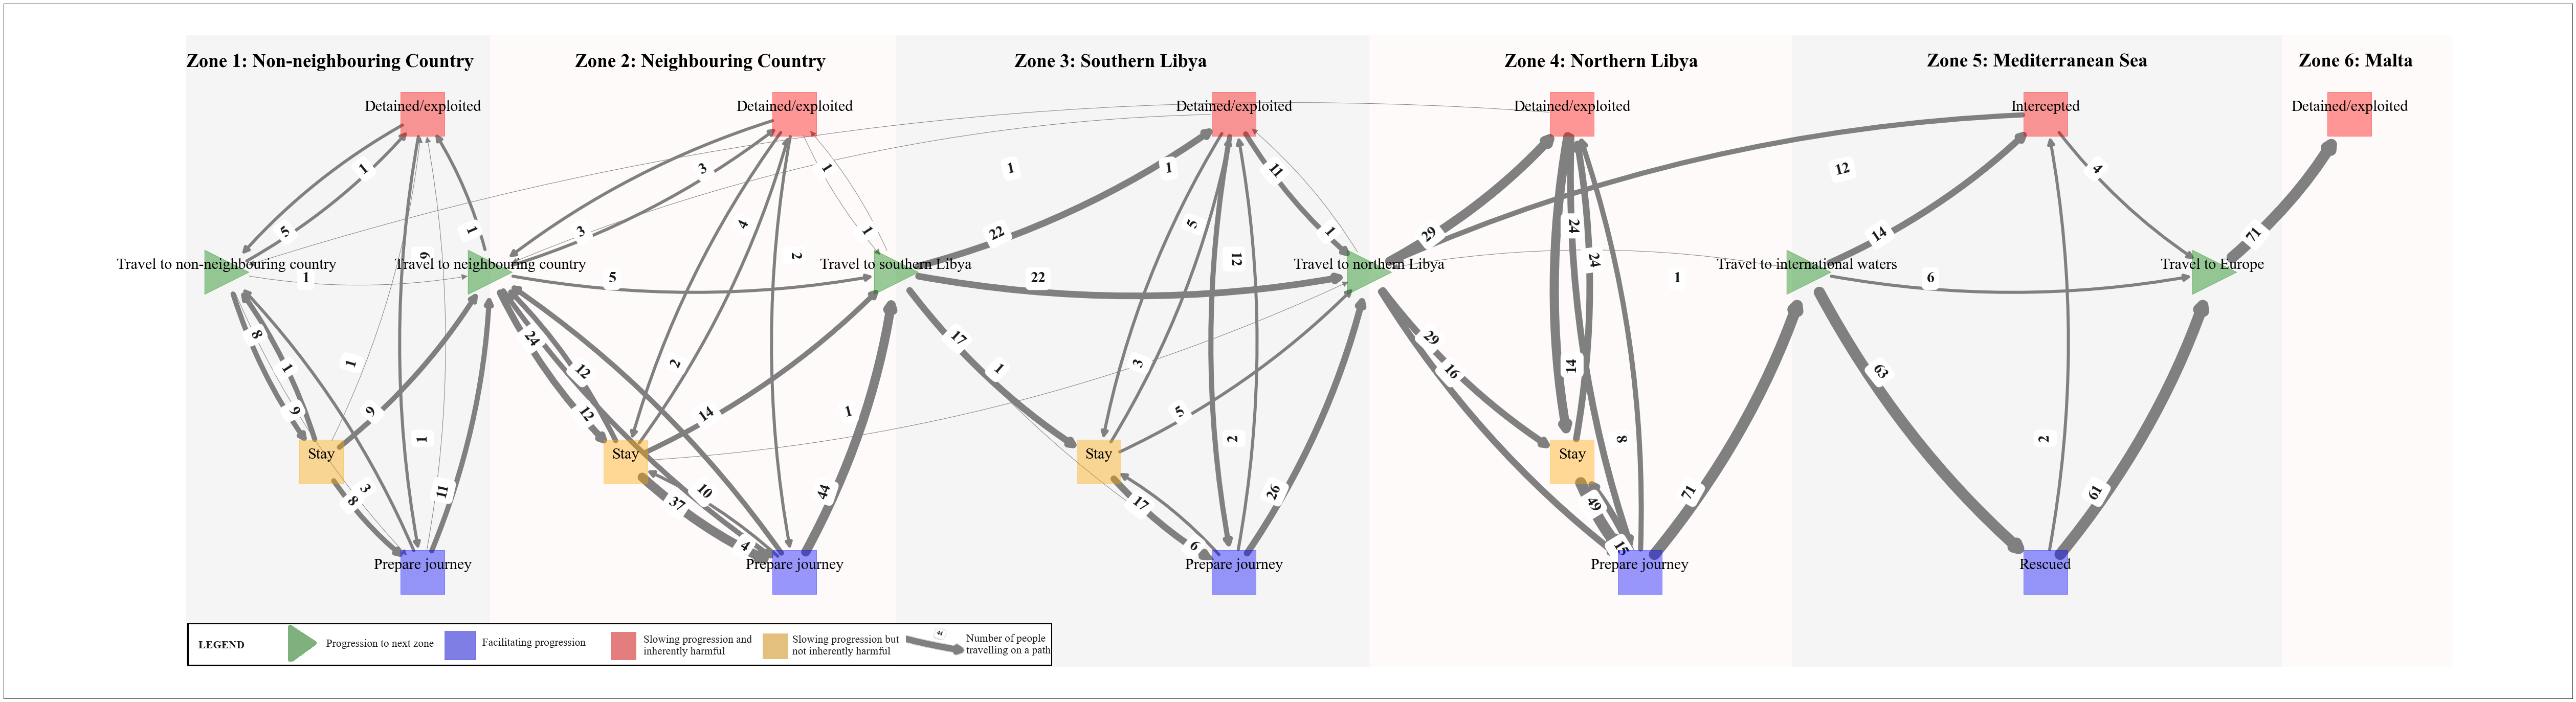 Zone 1: Non-neighbouring Country
Zone 2: Neighbouring Country
Zone 3: Southern Libya
Zone 4: Northern Libya
Zone 5: Mediterranean Sea
Zone 6: Malta
Detained/exploited
Detained/exploited
Detained/exploited
Detained/exploited
Intercepted
Detained/exploited
1
3
1
1
1
11
12
4
5
1
3
4
1
22
5
1
29
24
14
71
6
2
12
24
Travel to non-neighbouring country
Travel to neighbouring country
Travel to southern Libya
Travel to northern Libya
Travel to international waters
Travel to Europe
1
5
22
1
6
8
24
17
29
1
1
12
2
1
3
16
14
63
9
9
12
14
1
5
1
2
8
2
Stay
Stay
Stay
Stay
3
8
11
10
37
44
17
26
49
71
61
4
6
15
Prepare journey
Prepare journey
Prepare journey
Prepare journey
Rescued
LEGEND
Progression to next zone
Facilitating progression
Slowing progression and
inherently harmful
Slowing progression but
not inherently harmful
Number of people
travelling on a path